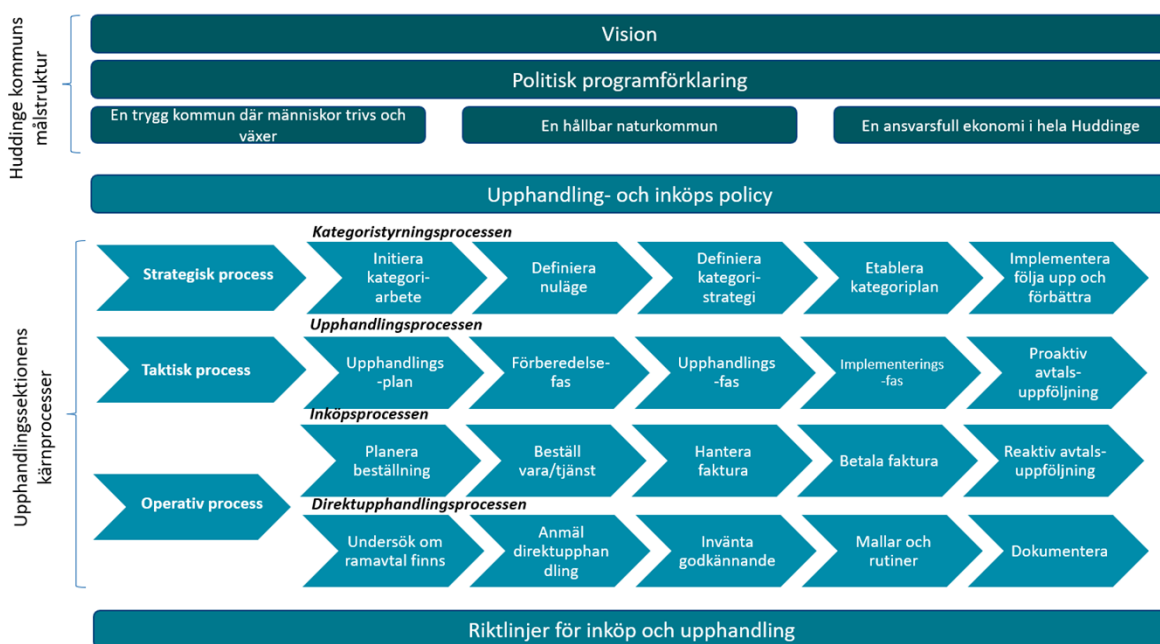 Huddinge kommuns
målstruktur
Vision
Politisk programförklaring
En trygg kommun där människor trivs och
växer
En hållbar naturkommun
En ansvarsfull ekonomi i hela Huddinge
Upphandling- och inköps policy
Upphandlingssektionens
kärnprocesser
Kategoristyrningsprocessen
Strategisk process
Initiera
kategori-
arbete
Definiera
nuläge
Definiera
kategori-
strategi
Etablera
kategoriplan
Implementera
följa upp och
förbättra
Upphandlingsprocessen
Taktisk process
Upphandlings
-plan
Förberedelse-
fas
Upphandlings
-fas
Implementerings
-fas
Proaktiv
avtals-
uppföljning
Inköpsprocessen
Planera
beställning
Beställ
vara/tjänst
Hantera
faktura
Betala faktura
Reaktiv avtals-
uppföljning
Operativ process
Direktupphandlingsprocessen
Undersök om
ramavtal finns
Anmäl
direktupphan
dling
Invänta
godkännande
Mallar och
rutiner
Dokumentera
Riktlinjer för inköp och upphandling